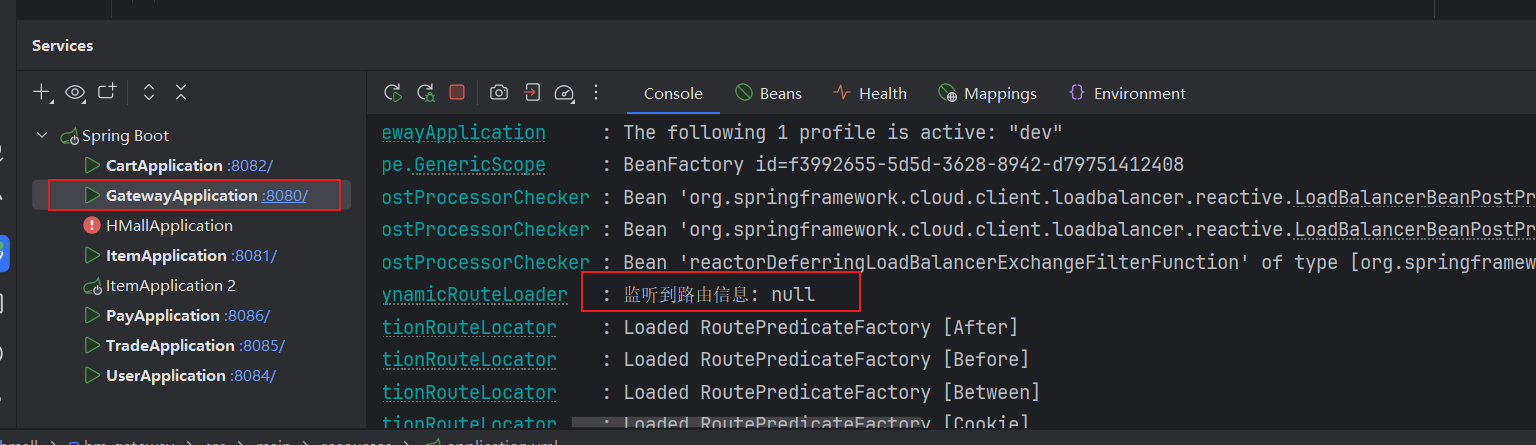 Services
Console
Beans
Health
Mappings
Environment
Spring Boot
CartApplication :8082/
GatewayApplication :8080/
HMallApplication
ItemApplication :8081/
ItemApplication 2
PayApplication :8086/
TradeApplication :8085/
UserApplication :8084/
ewayApplication : The following 1 profile is active: "dev"
pe.GenericScope : BeanFactory id=f3992655-5d5d-3628-8942-d79751412408
ostProcessorChecker : Bean 'org.springframework.cloud.client.loadbalancer.reactive.LoadBalancerBeanPostPr
ostProcessorChecker : Bean 'org.springframework.cloud.client.loadbalancer.reactive.LoadBalancerBeanPostPr
ostProcessorChecker : Bean 'reactorDeferringLoadBalancerExchangeFilterFunction' of type [org.springframew
ynamicRouteLoader : 监听到路由信息: null
tionRouteLocator : Loaded RoutePredicateFactory [After]
tionRouteLocator : Loaded RoutePredicateFactory [Before]
tionRouteLocator : Loaded RoutePredicateFactory [Between]
tionRouteLocator : Loaded RoutePredicateFactory [Cookie]